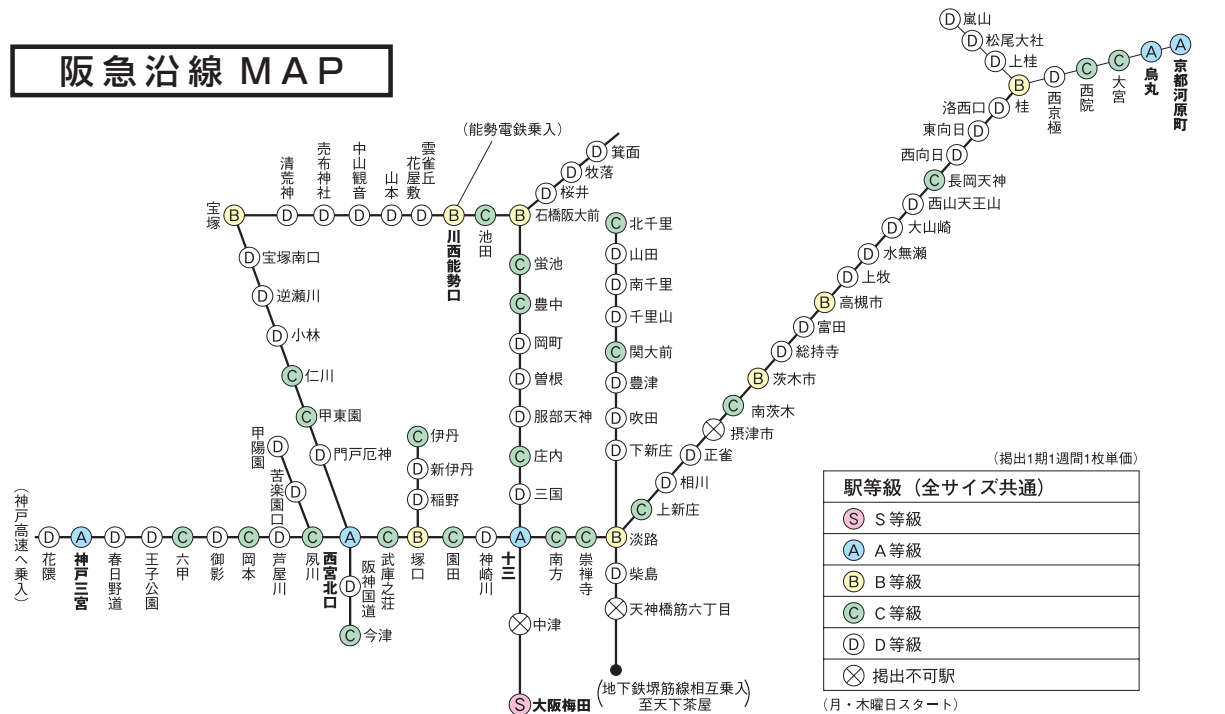 阪急沿線 MAP
D 嵐山
D 松尾大社
D 上桂
B 桂
D 西京極
C 西院
C 大宮
A 烏丸
A 京都河原町
D 洛西口
D 東向日
D 西向日
C 長岡天神
D 西山天王山
D 大山崎
D 水無瀬
D 上牧
B 高槻市
D 富田
D 総持寺
B 茨木市
C 南茨木
摂津市
D 正雀
D 相川
C 上新庄
(能勢電鉄乗入)
B 宝塚
D 清荒神
D 売布神社
D 中山観音
D 山本
D 雲雀丘
花屋敷
B 川西能勢口
C 池田
B 石橋阪大前
D 桜井
D 牧落
D 箕面
D 宝塚南口
D 逆瀬川
D 小林
C 仁川
C 甲東園
D 門戸厄神
C 蛍池
C 豊中
D 岡町
D 曽根
D 服部天神
C 庄内
D 三国
C 北千里
D 山田
D 南千里
D 千里山
C 関大前
D 豊津
D 吹田
D 下新庄
D 甲陽園
D 苦楽園口
C 伊丹
D 新伊丹
D 稲野
(神戸高速へ乗入)
D 花隈
A 神戸三宮
D 春日野道
D 王子公園
C 六甲
D 御影
C 岡本
D 芦屋川
C 夙川
A 西宮北口
C 武庫之荘
B 塚口
C 園田
D 神崎川
A 十三
C 南方
C 崇禅寺
B 淡路
D 阪神国道
C 今津
中津
S 大阪梅田
D 柴島
天神橋筋六丁目
(地下鉄堺筋線相互乗入
至天下茶屋)
(掲出1期1週間1枚単価)
駅等級(全サイズ共通)
S S等級
A A等級
B B等級
C C等級
D D等級
掲出不可駅
(月・木曜日スタート)